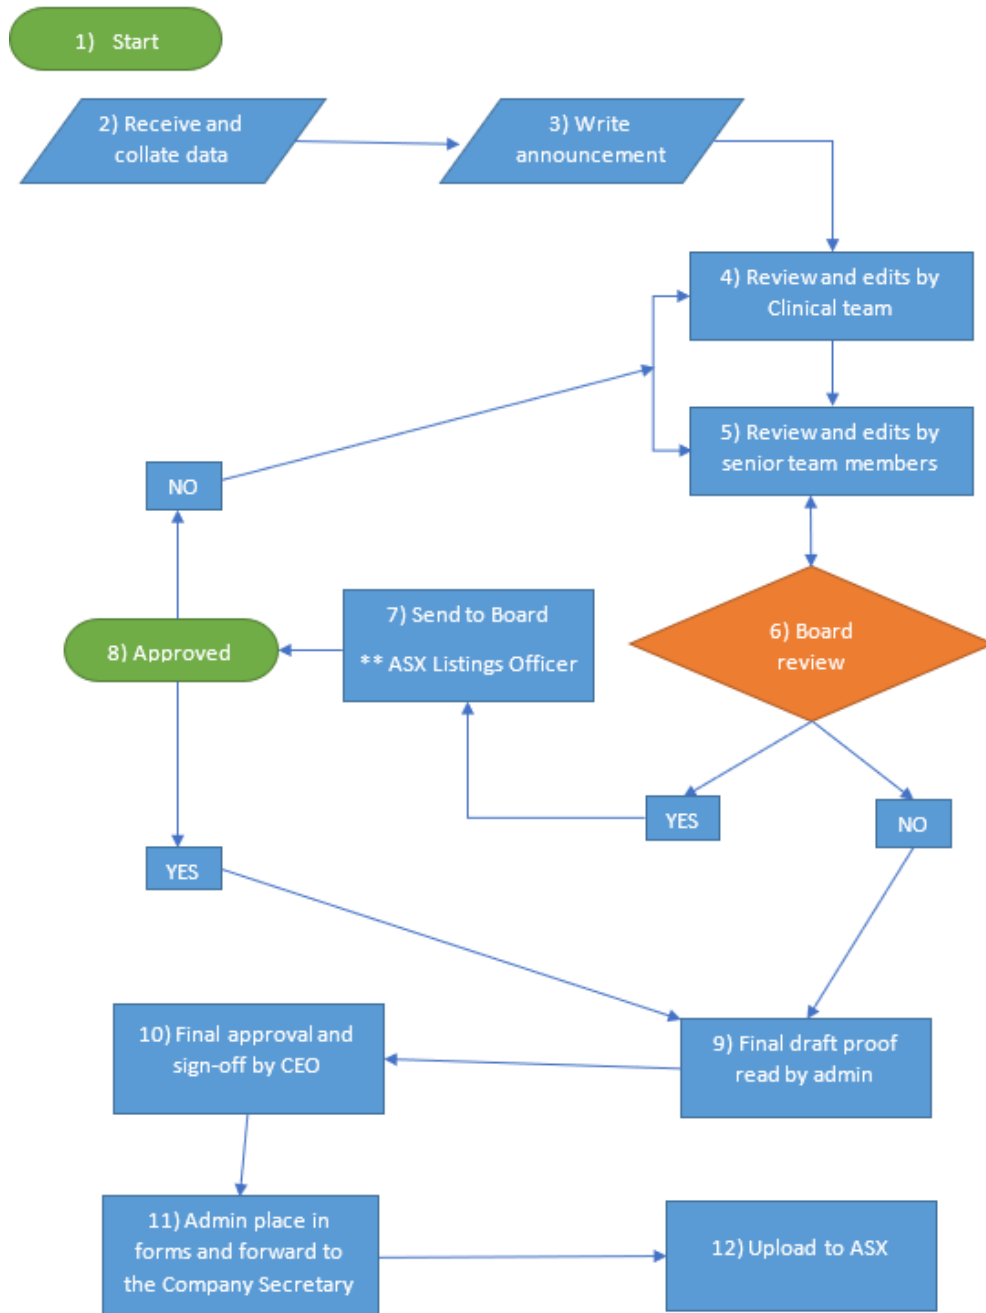 1) Start
2) Receive and
collate data
3) Write
announcement
4) Review and edits by
Clinical team
5) Review and edits by
senior team members
NO
6) Board
review
7) Send to Board
** ASX Listings Officer
8) Approved
YES
NO
YES
9) Final draft proof
read by admin
10) Final approval and
sign-off by CEO
11) Admin place in
forms and forward to
the Company Secretary
12) Upload to ASX